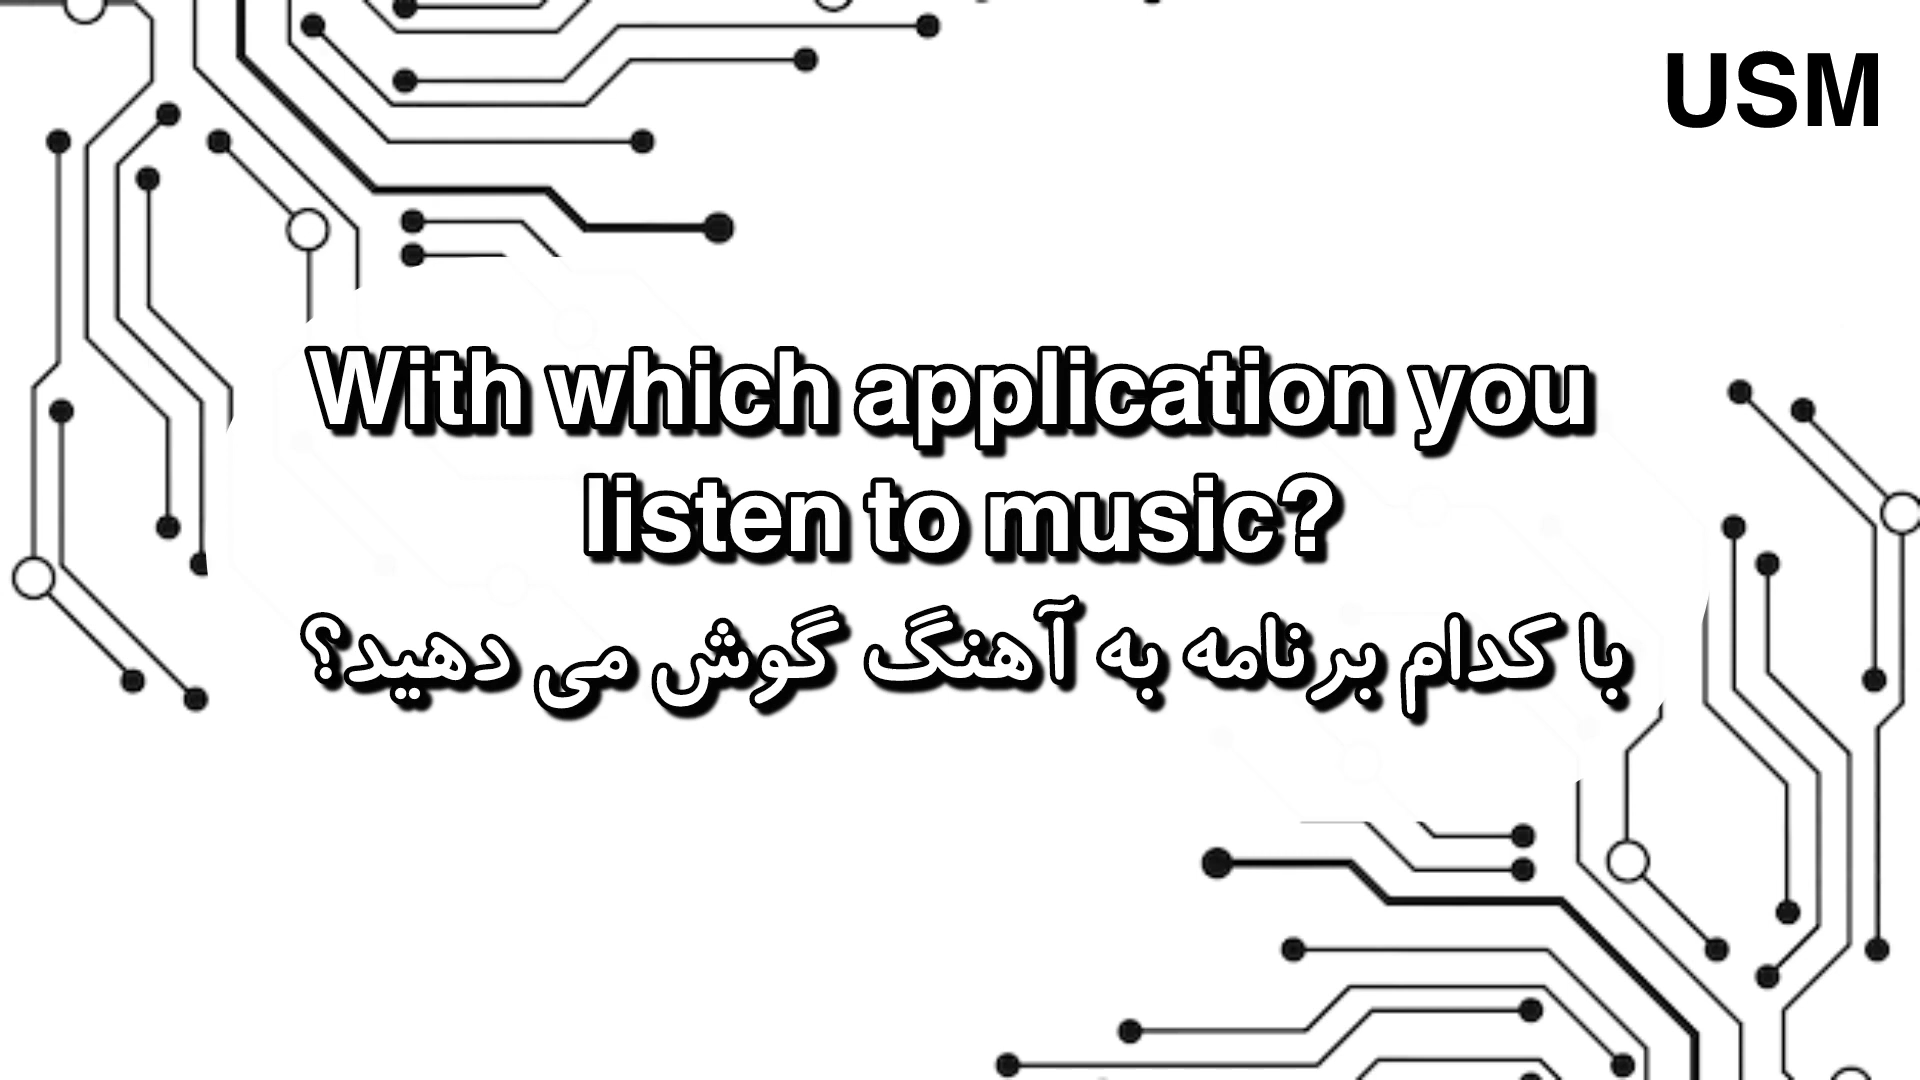 USM
With which application you
listen to music?
با کدام برنامه به آهنگ گوش می دهید؟